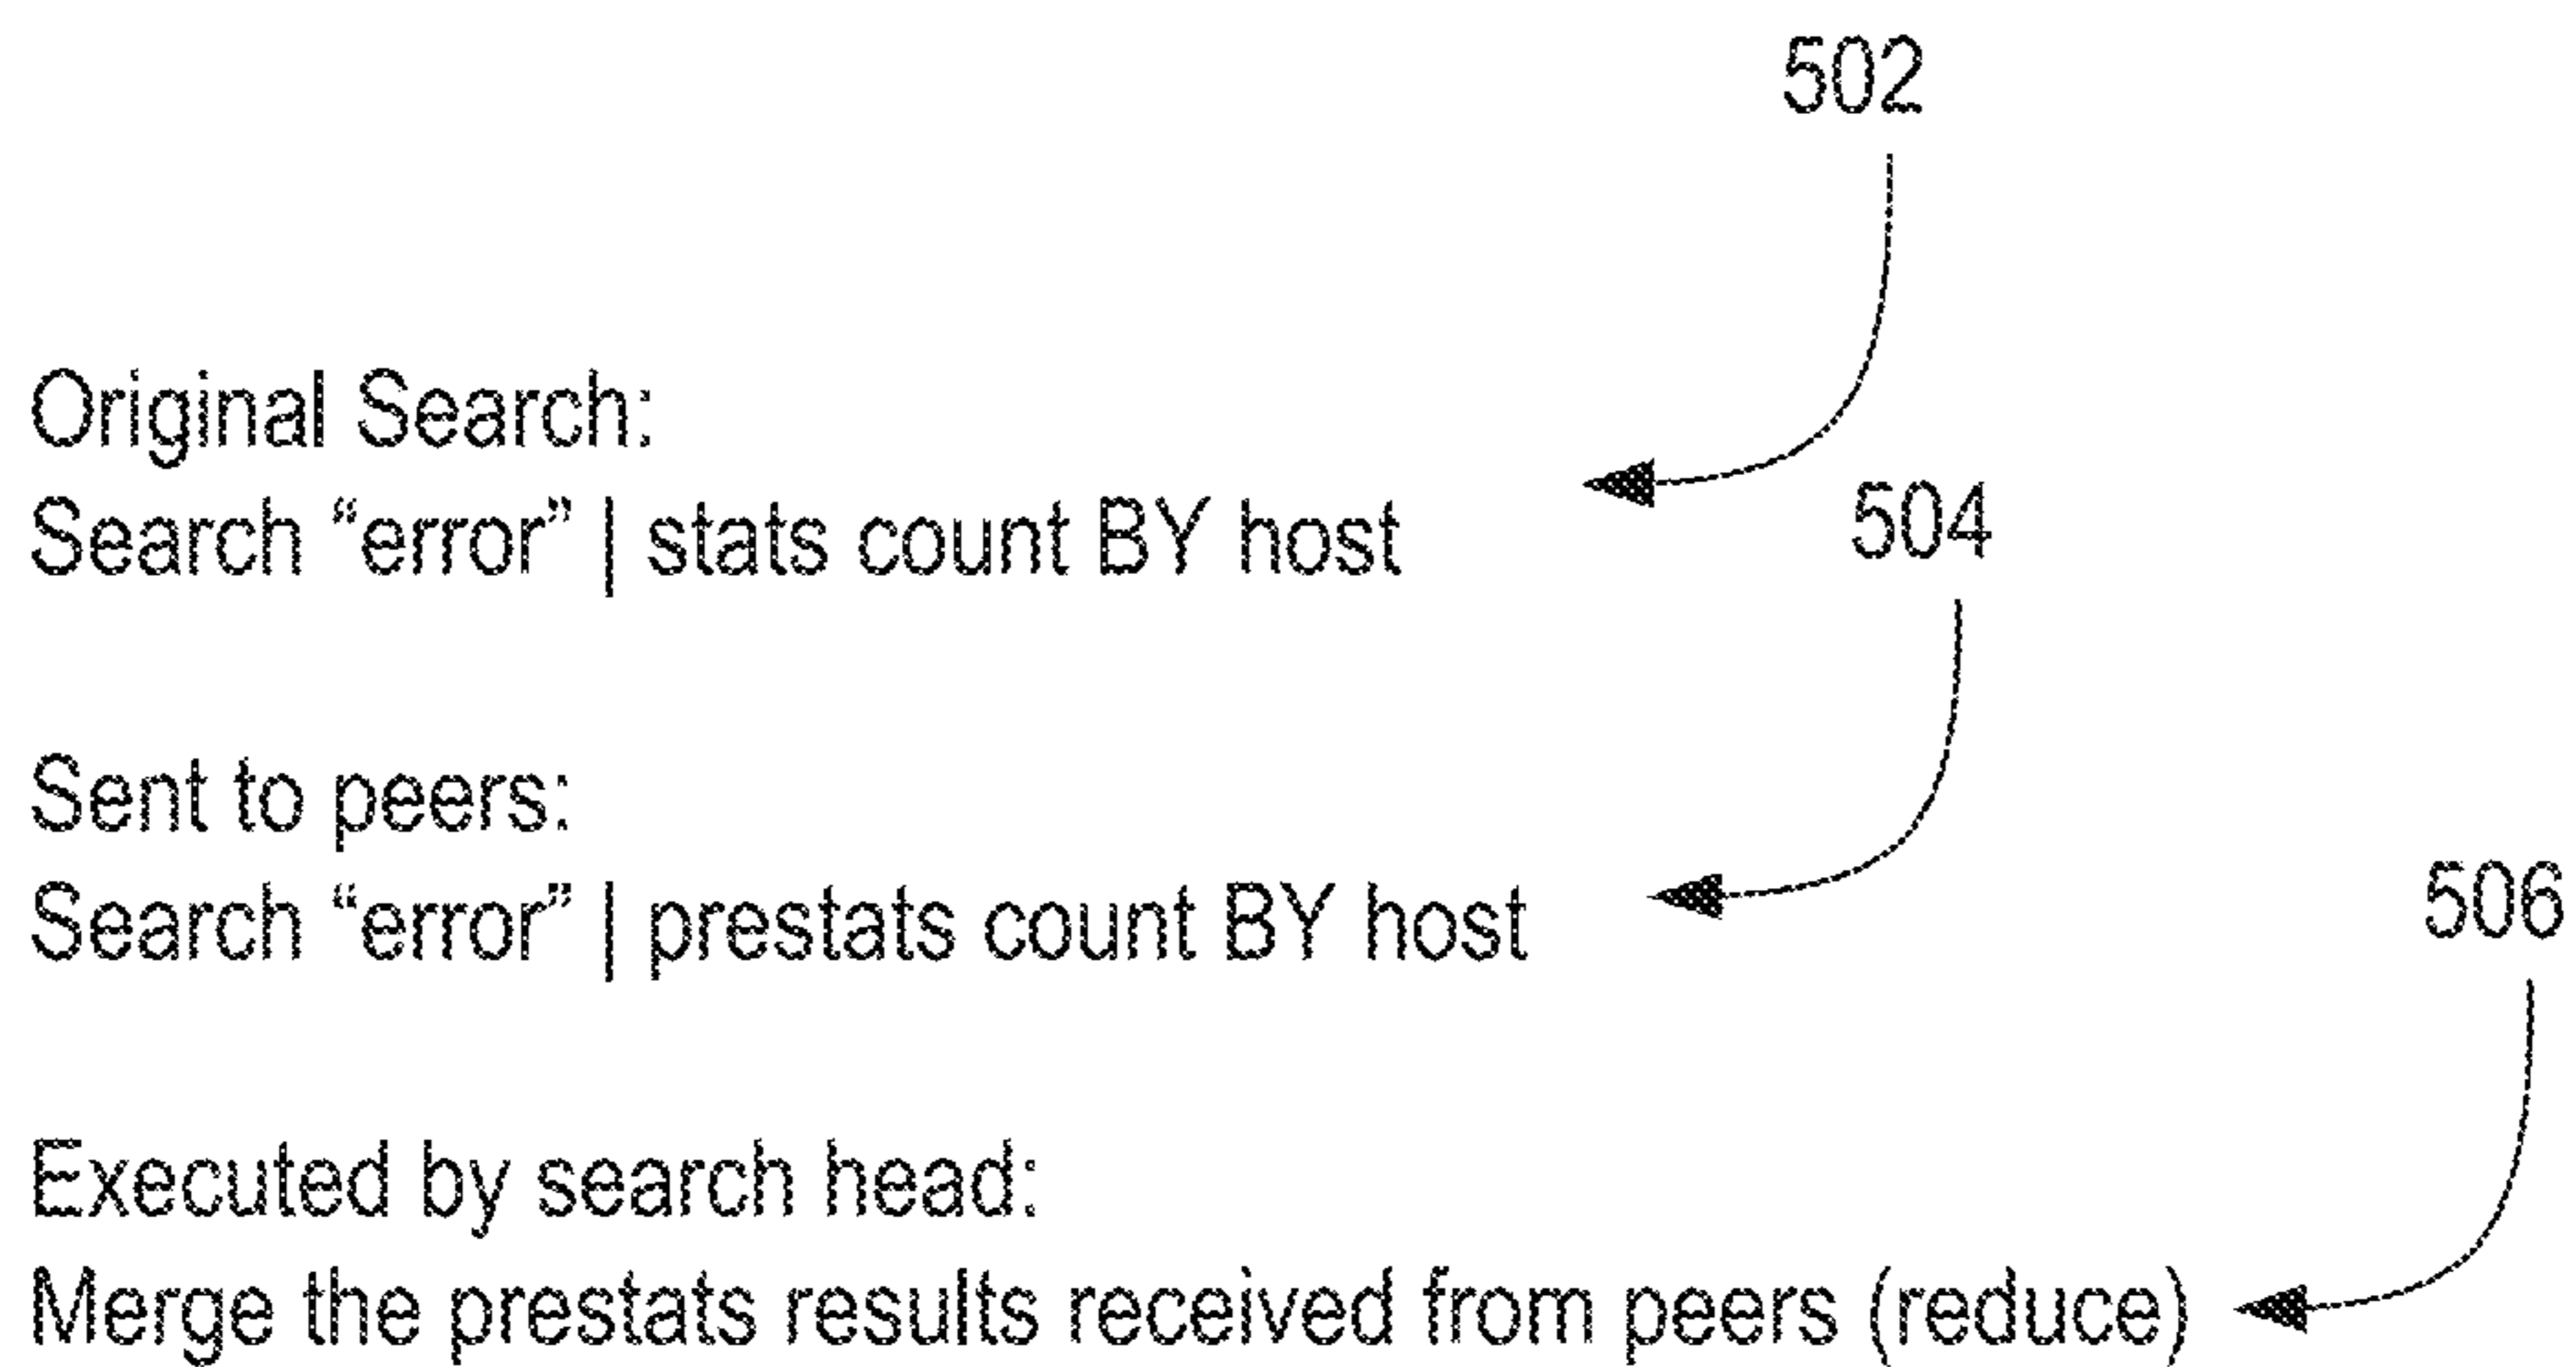 502
Original Search:
Search “error” | stats count BY host
504
Sent to peers:
Search “error” | prestats count BY host
506
Executed by search head:
Merge the prestats results received from peers (reduce)